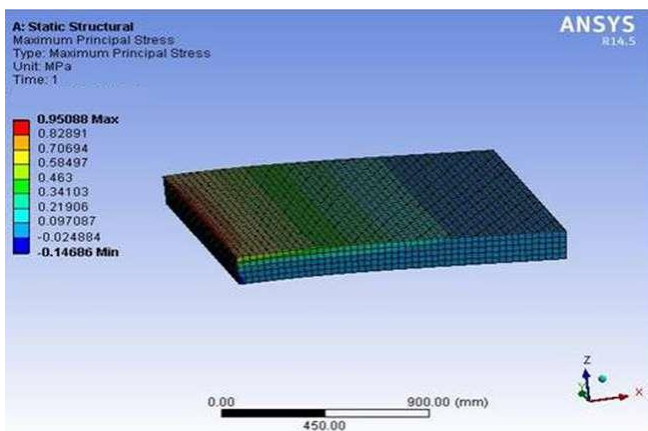 A: Static Structural
Maximum Principal Stress
Type: Maximum Principal Stress
Unit: MPa
Time: 1
ANSYS
R14.5
0.95088 Max
0.82891
0.70694
0.58497
0.463
0.34103
0.21906
0.097087
-0.024884
-0.14686 Min
0.00
900.00 (mm)
450.00
Z
Y
X